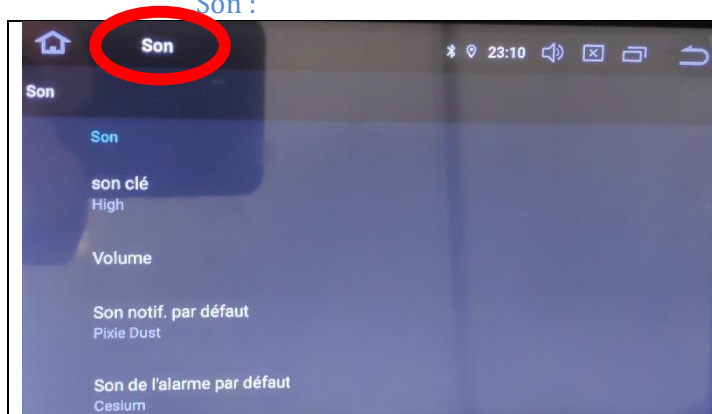 Son :
Son
23:10
Son
Son
son clé
High
Volume
Son notif. par défaut
Pixie Dust
Son de l'alarme par défaut
Cesium